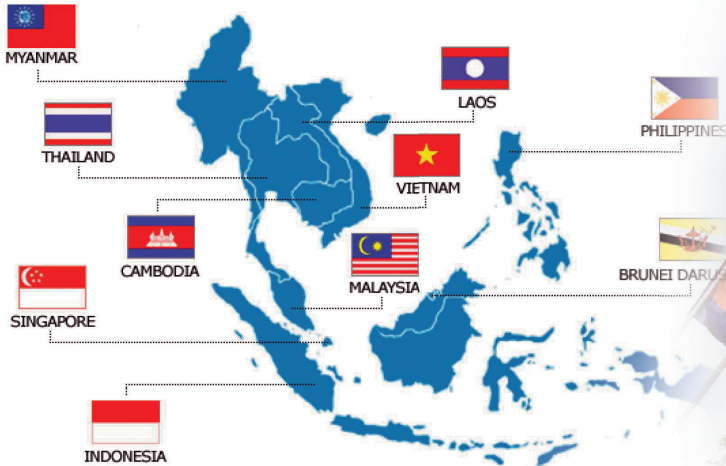 MYANMAR
LAOS
PHILIPPINES
THAILAND
VIETNAM
CAMBODIA
MALAYSIA
BRUNEI DARUS
SINGAPORE
INDONESIA